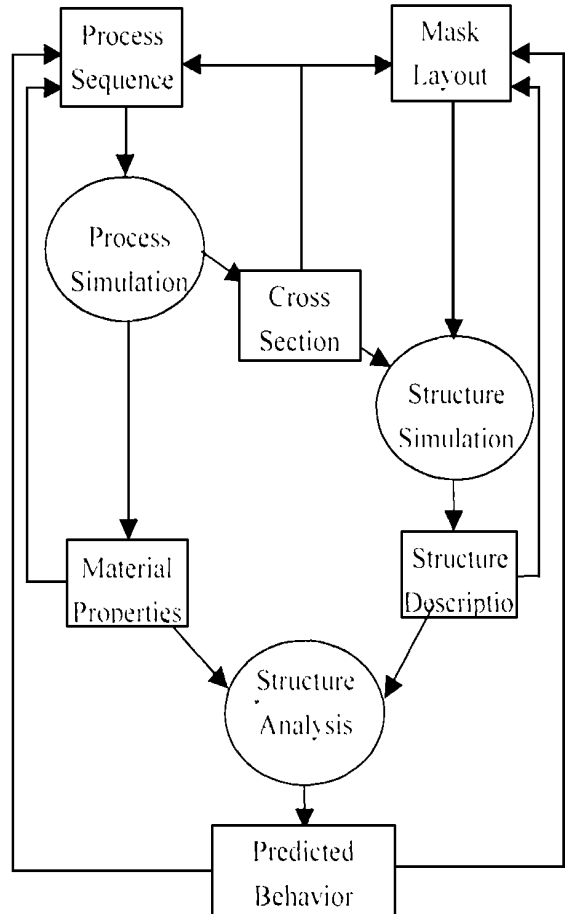 Process
Sequence
Mask
Layout
Process
Simulation
Cross
Section
Structure
Simulation
Material
Properties
Structure
Descriptio
Structure
Analysis
Predicted
Behavior